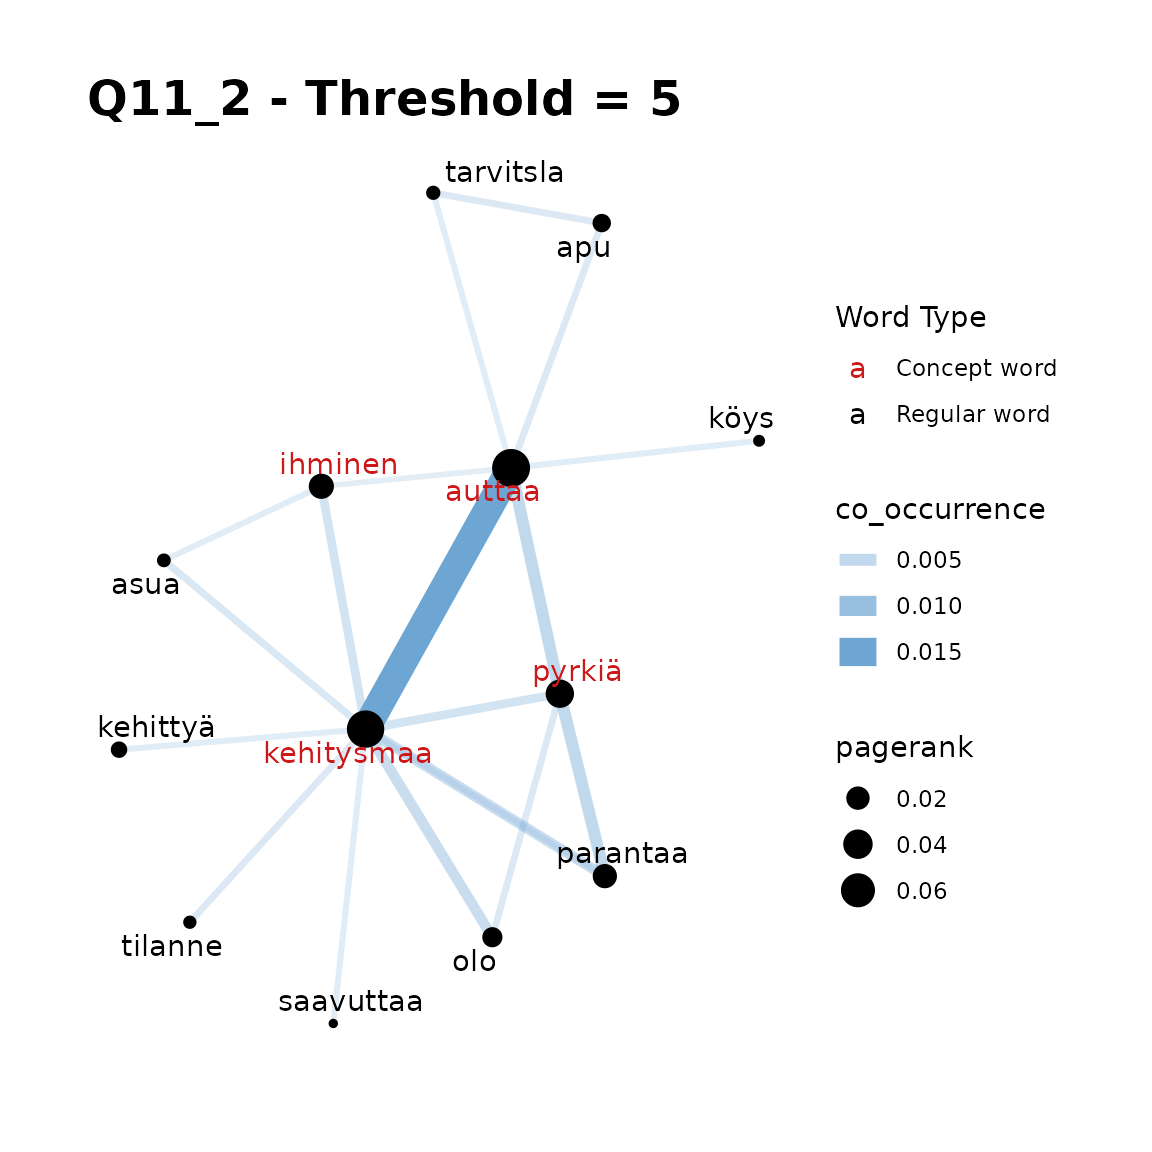 Q11_2 - Threshold = 5
tarvitsla
apu
köys
ihminen
auttaa
asua
pyrkiä
kehittyä
kehitysmaa
parantaa
tilanne
olo
saavuttaa
Word Type
a Concept word
a Regular word
co_occurrence
0.005
0.010
0.015
pagerank
0.02
0.04
0.06